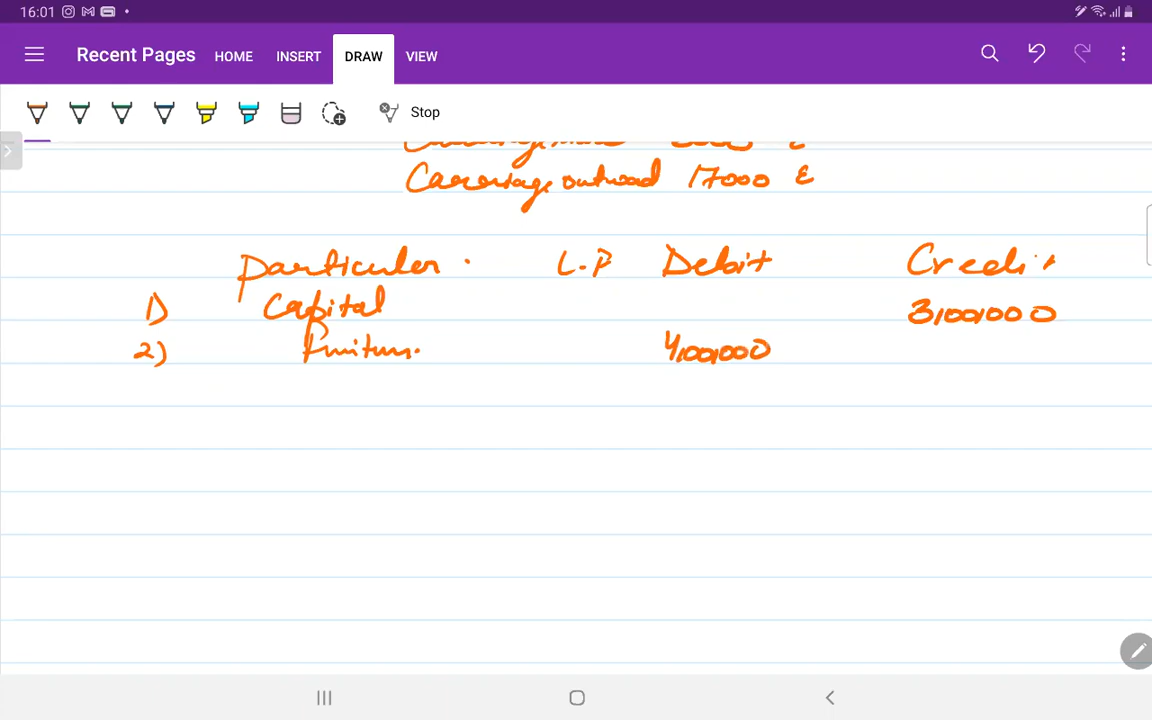 16:01
Recent Pages HOME INSERT DRAW VIEW
Stop
Carriage outward 17000 E
Particular . L.P Debit Credit
1) Capital 3,00,000
2) Furniture. 4,00,000